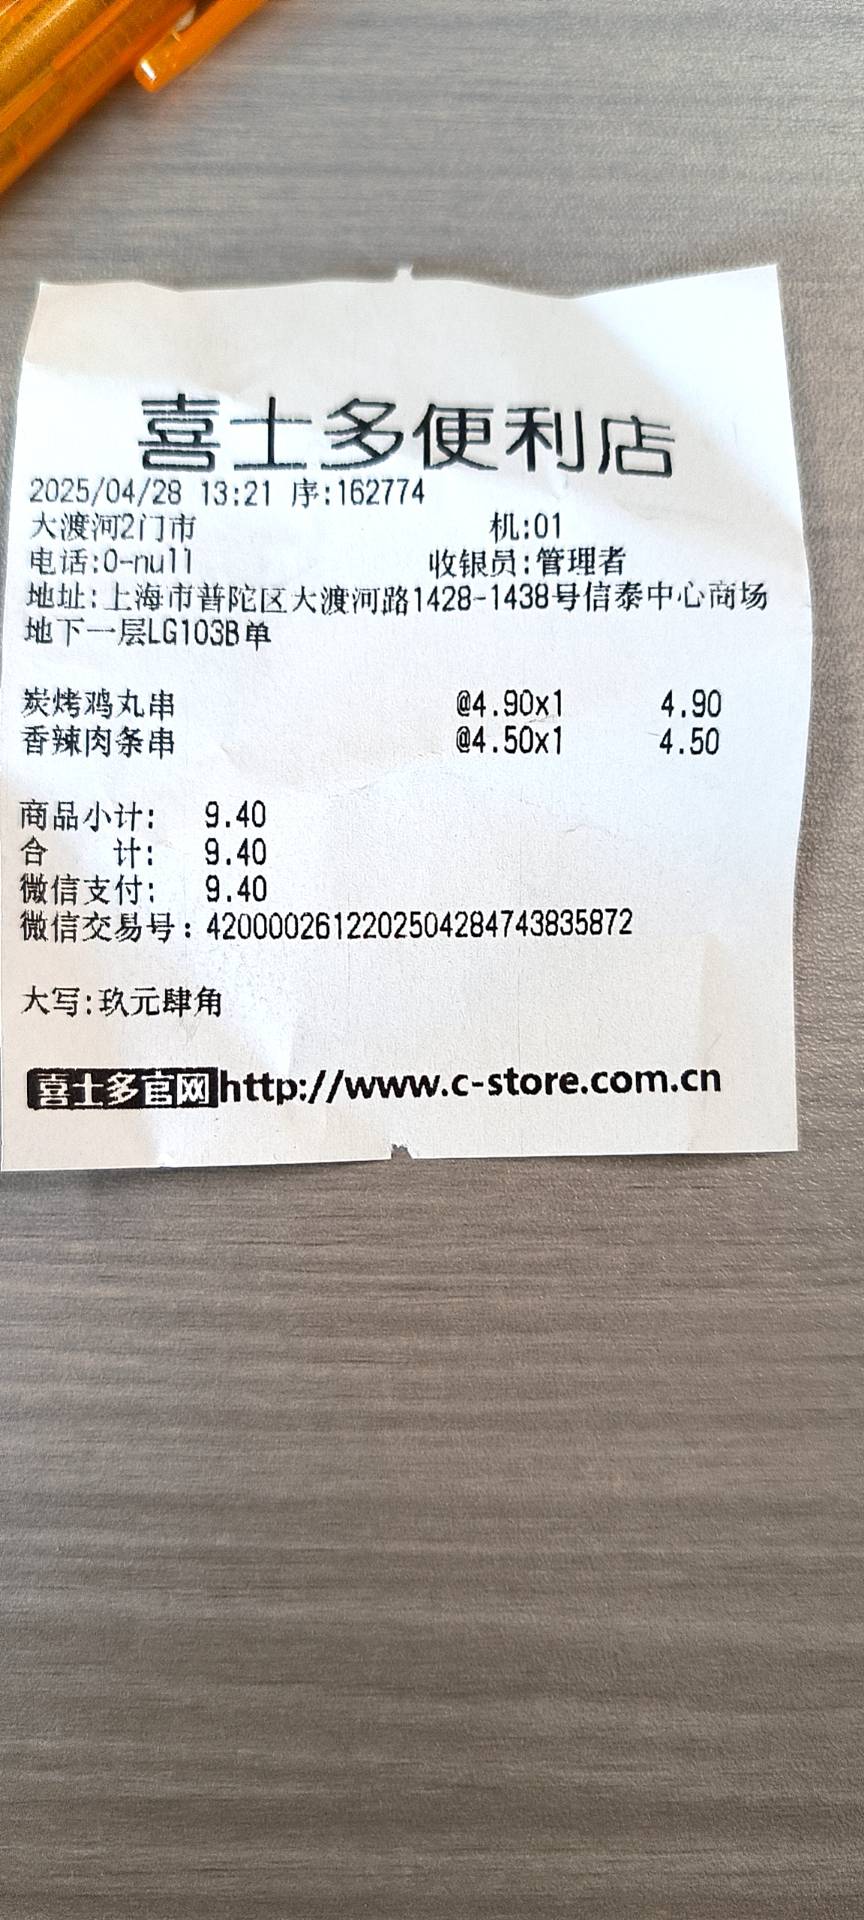 喜士多便利店
2025/04/28 13:21 序:162774
大渡河2门市 机:01
电话:0-null 收银员:管理者
地址:上海市普陀区大渡河路1428-1438号信泰中心商场
地下一层LG103B单
炭烤鸡丸串 @4.90x1 4.90
香辣肉条串 @4.50x1 4.50
商品小计: 9.40
合 计: 9.40
微信支付: 9.40
微信交易号：4200002612202504284743835872
大写:玖元肆角
喜士多官网http://www.c-store.com.cn